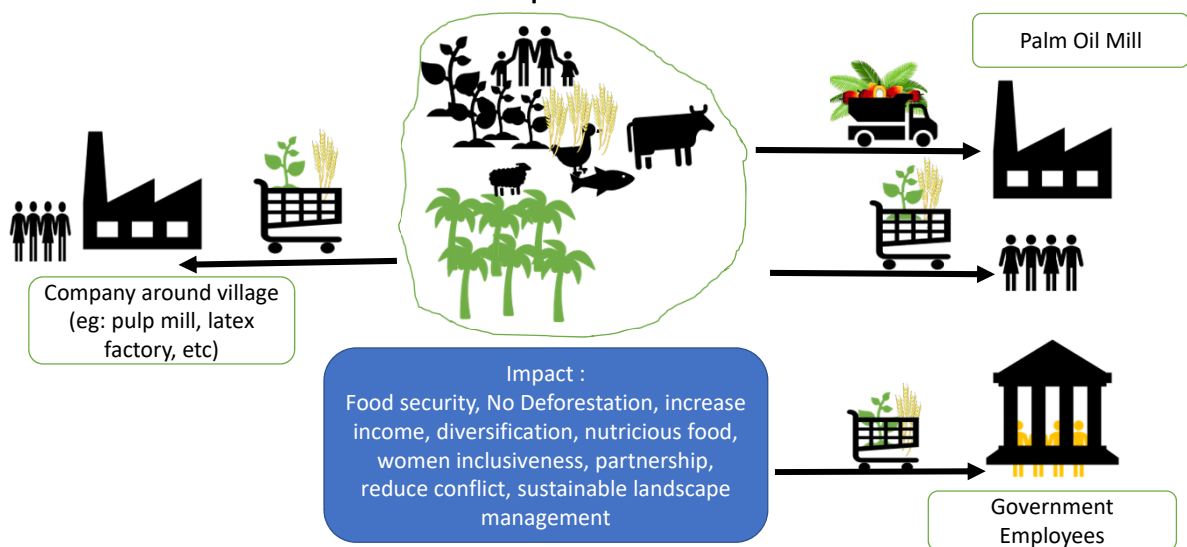 Palm Oil Mill
Company around village
(eg: pulp mill, latex
factory, etc)
Impact :
Food security, No Deforestation, increase
income, diversification, nutricious food,
women inclusiveness, partnership,
reduce conflict, sustainable landscape
management
Government
Employees